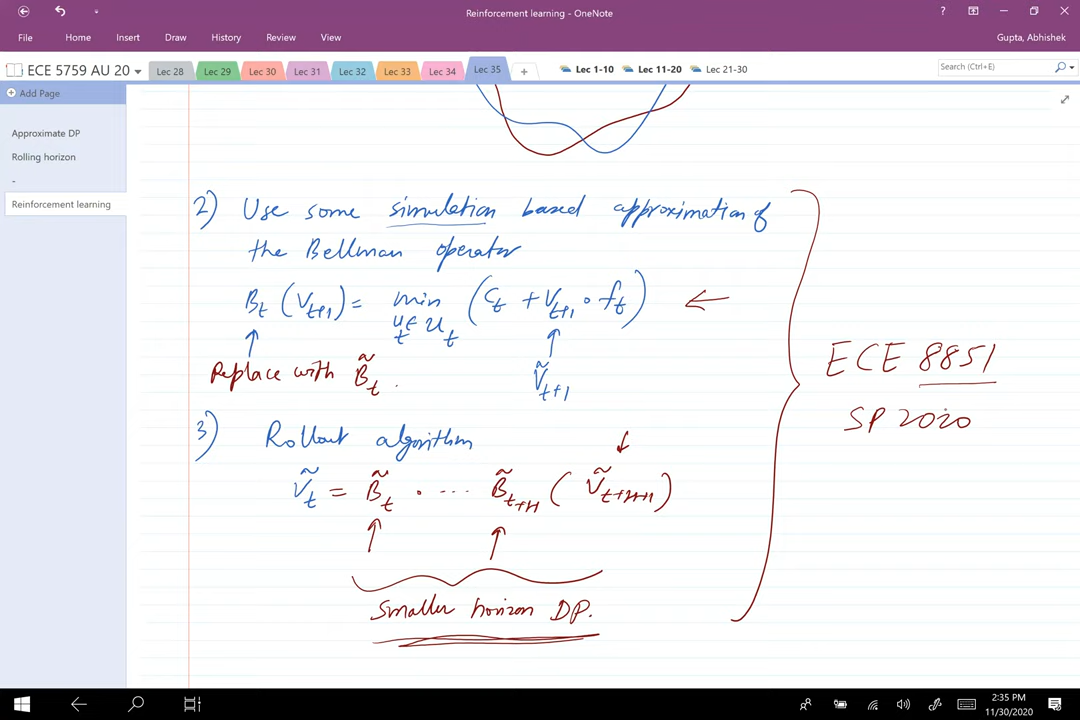 Reinforcement learning - OneNote
?
File Home Insert Draw History Review View
Gupta, Abhishek
ECE 5759 AU 20
Lec 28 Lec 29 Lec 30 Lec 31 Lec 32 Lec 33 Lec 34 Lec 35 +
Lec 1-10 Lec 11-20 Lec 21-30
Search (Ctrl+E)
Add Page
Approximate DP
Rolling horizon
-
Reinforcement learning
2) Use some simulation based approximation of
the Bellman operator
B_t (V_{t+1}) = min_{u_t ∈ U_t} (C_t + V_{t+1} ∘ f_t) ←
↑ ↑
Replace with B̃_t . Ṽ_{t+1}
3) Rollout algorithm
↓
Ṽ_t = B̃_t · ... B̃_{t+n} ( Ṽ_{t+n+1} )
↑ ↑
Smaller horizon DP.
ECE 8851
SP 2020
2:35 PM
11/30/2020